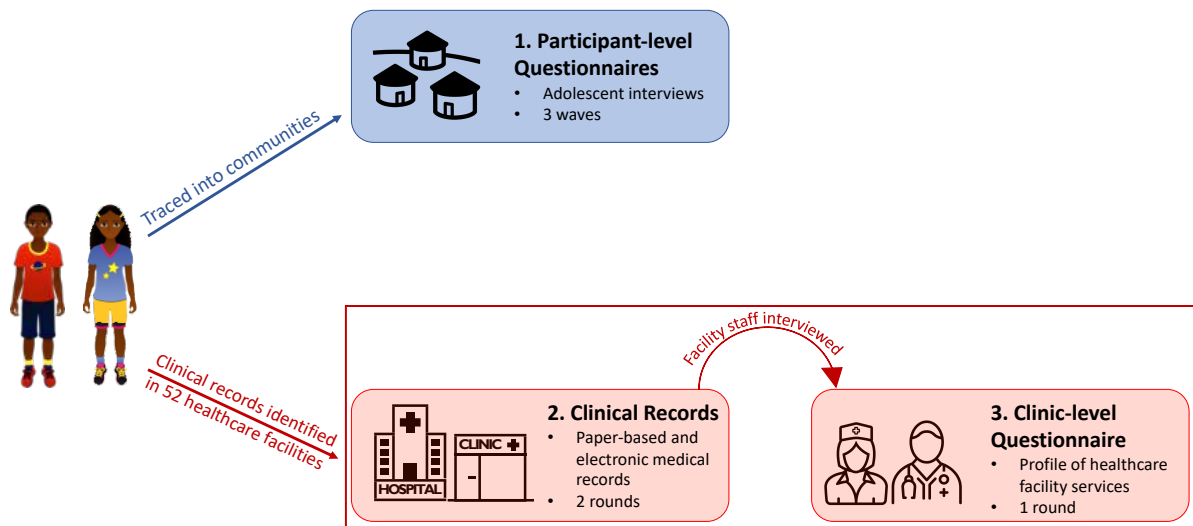 1. Participant-level
Questionnaires
• Adolescent interviews
• 3 waves
Traced into communities
Clinical records identified
in 52 healthcare facilities
Facility staff interviewed
HOSPITAL
CLINIC
2. Clinical Records
• Paper-based and
electronic medical
records
• 2 rounds
3. Clinic-level
Questionnaire
• Profile of healthcare
facility services
• 1 round